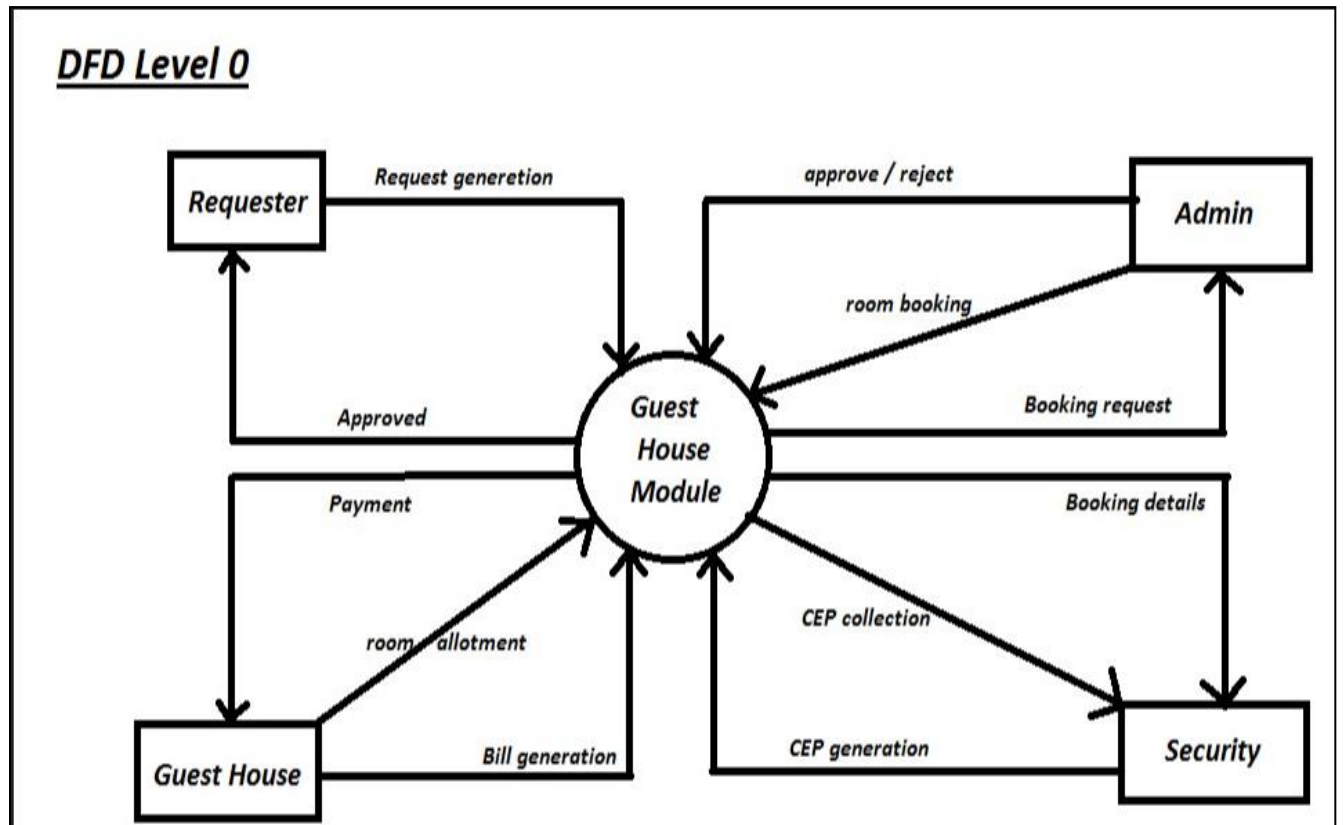 DFD Level 0
Request generetion
approve / reject
Requester
Admin
room booking
Guest
House
Module
Approved
Booking request
Payment
Booking details
room allotment
CEP collection
Bill generation
CEP generation
Guest House
Security